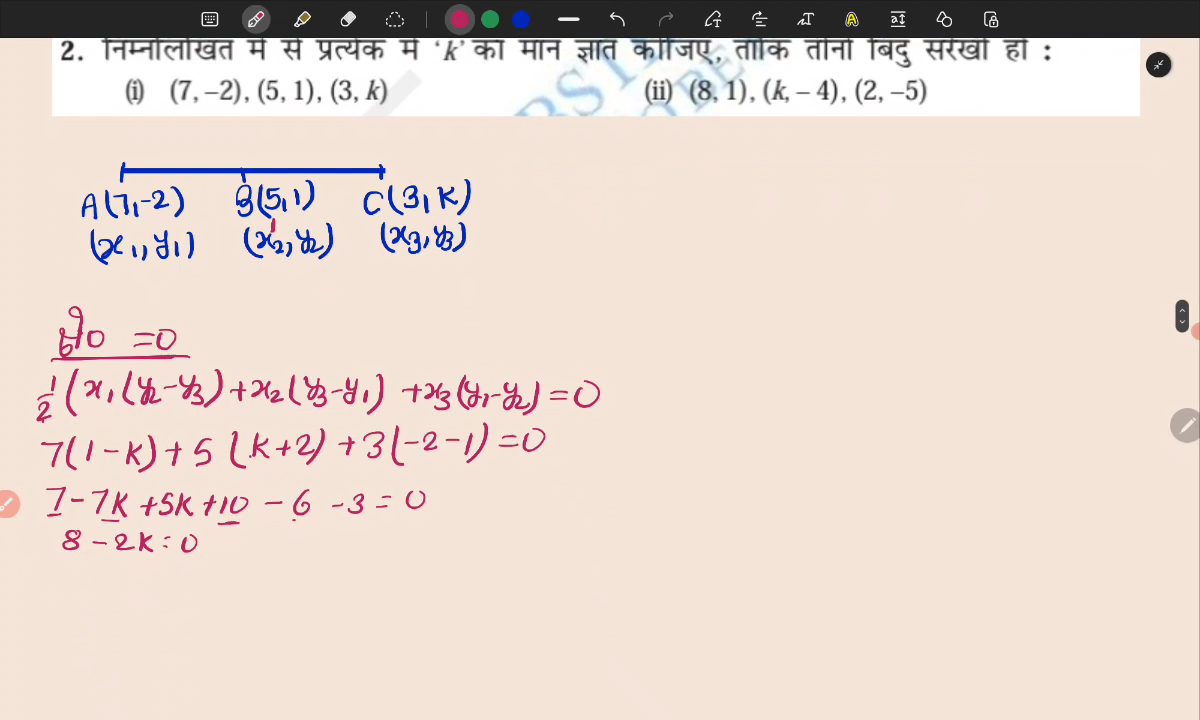 2. निम्नलिखित में से प्रत्येक में 'k' का मान ज्ञात कीजिए, ताकि तीनों बिंदु संरेखी हों :
(i) (7, –2), (5, 1), (3, k) (ii) (8, 1), (k, – 4), (2, –5)
A(7,-2) B(5,1) C(3,K)
(x1,y1) (x2,y2) (x3,y3)
=0
1/2 (x1(y2-y3)+x2(y3-y1)+x3(y1-y2)=0
7(1-K)+5(K+2)+3(-2-1)=0
7-7K+5K+10-6-3=0
8-2K=0